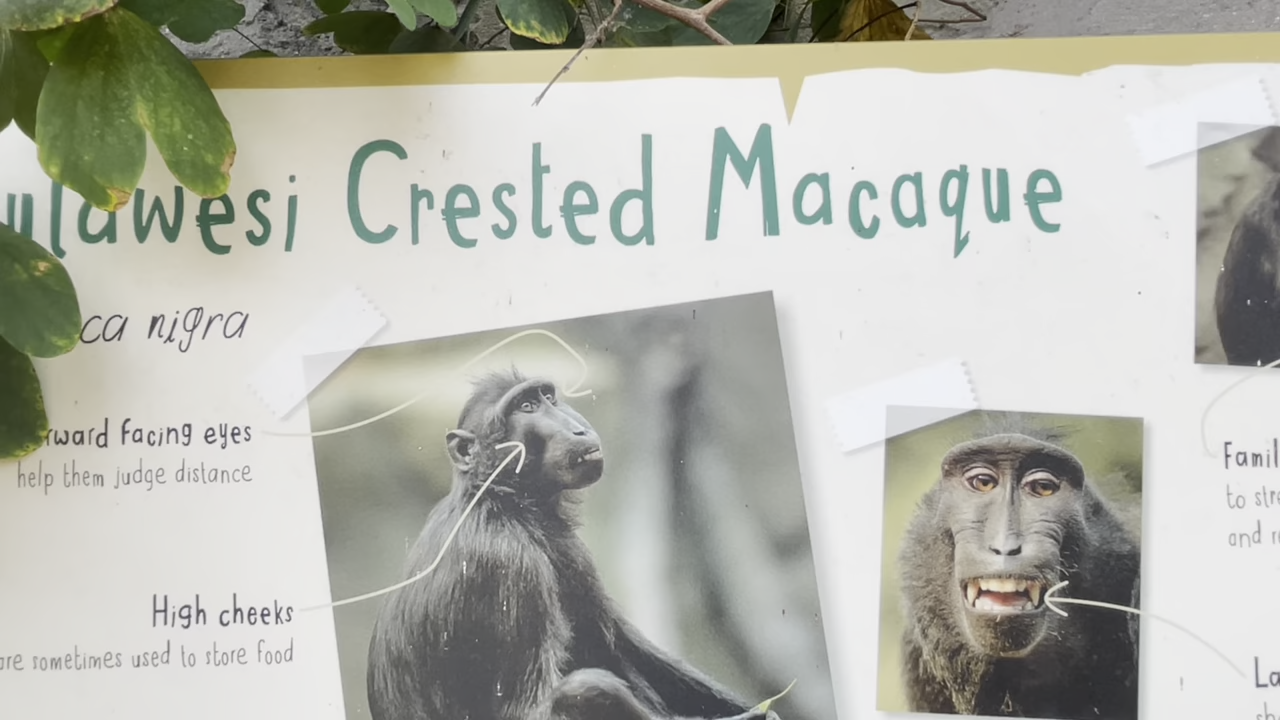 ulawesi Crested Macaque
ca nigra
rward facing eyes
help them judge distance
High cheeks
are sometimes used to store food
Famil
to str
and r
La
sh